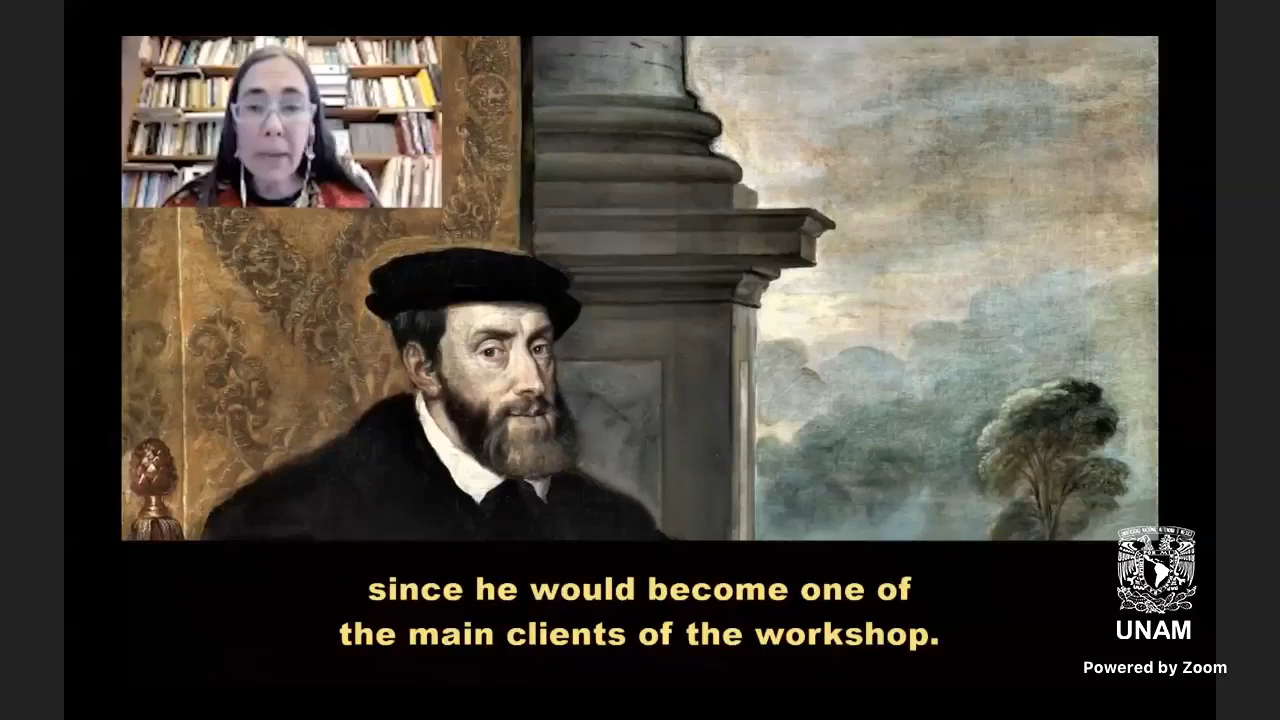 since he would become one of
the main clients of the workshop.
UNAM
Powered by Zoom